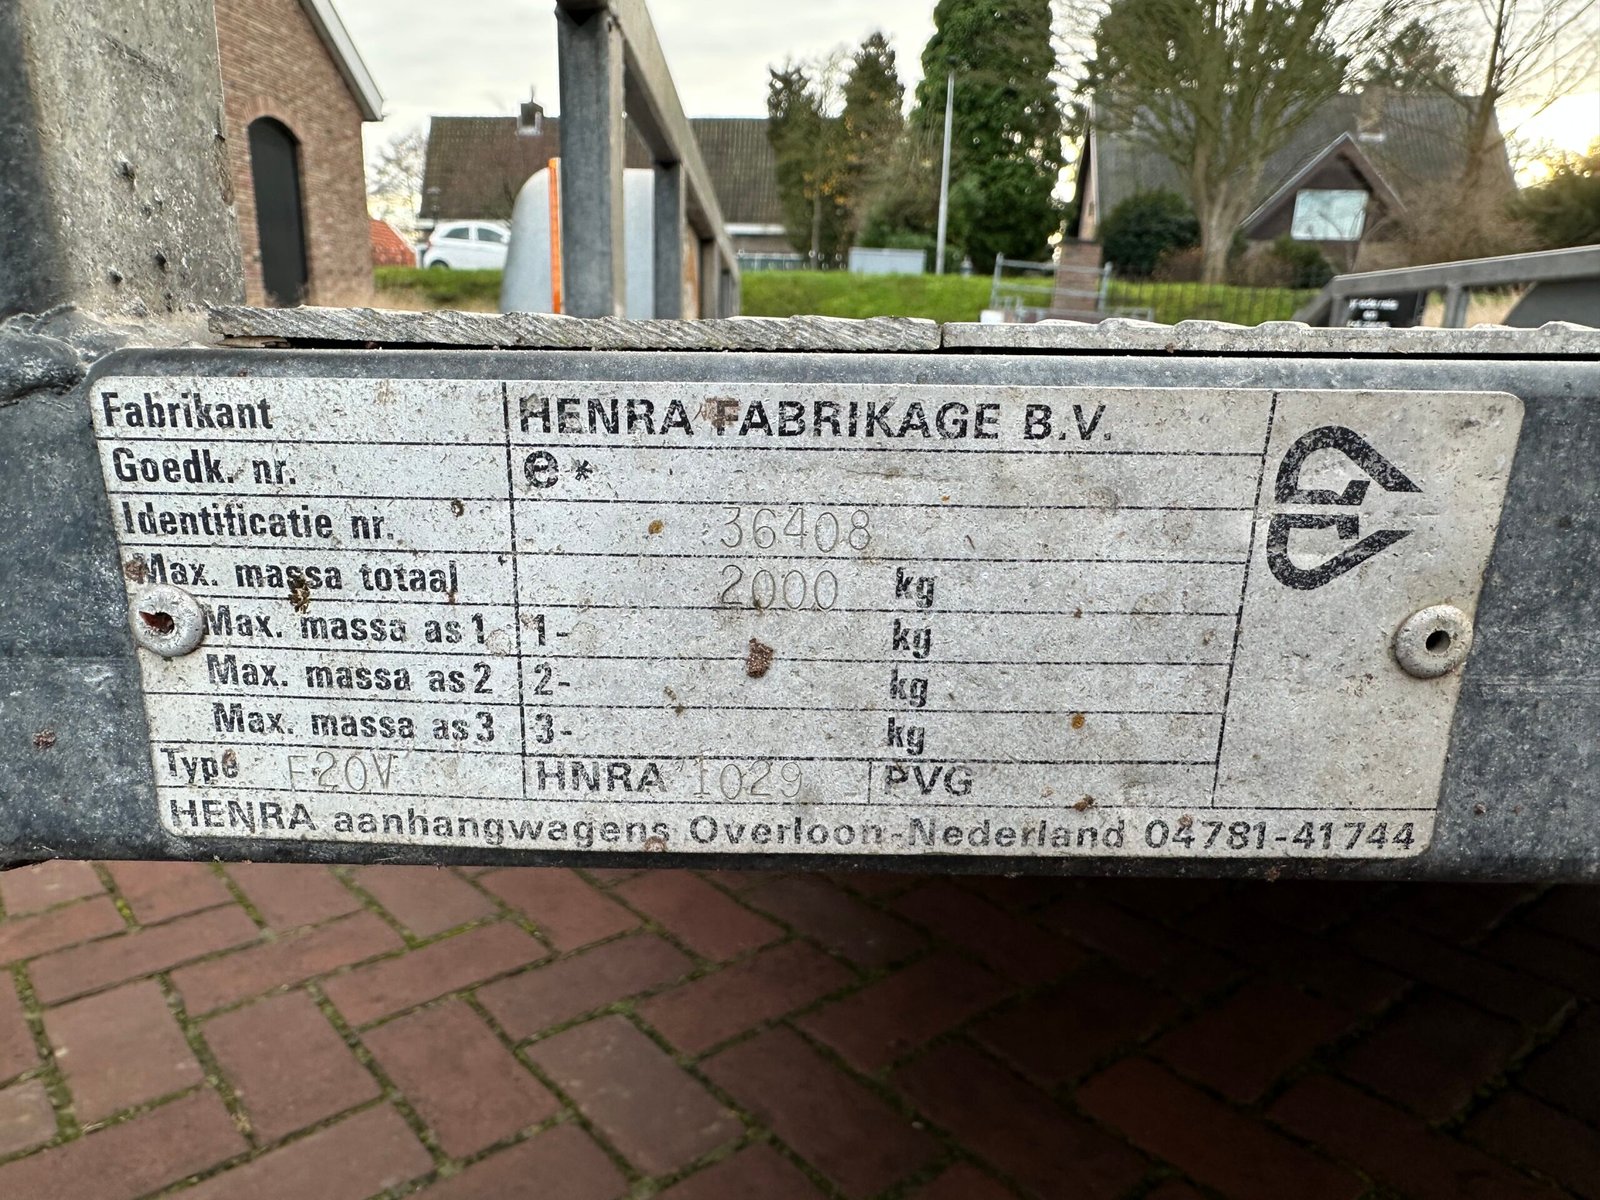 Fabrikant HENRA FABRIKAGE B.V.
Goedk. nr. e*
Identificatie nr. 36408
Max. massa totaal 2000 kg
Max. massa as 1 1- kg
Max. massa as 2 2- kg
Max. massa as 3 3- kg
Type F20V HNRA 1029 PVG
HENRA aanhangwagens Overloon-Nederland 04781-41744